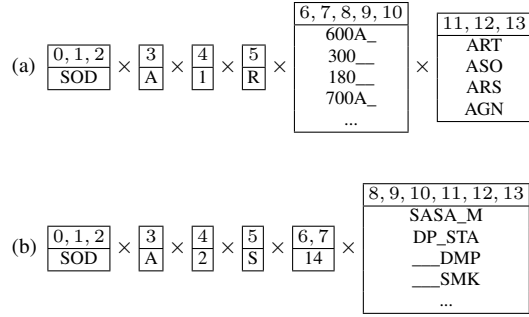 (a) 0, 1, 2 × 3 × 4 × 5 × 6, 7, 8, 9, 10 × 11, 12, 13
SOD A 1 R 600A_ ART
300__ ASO
180__ ARS
700A_ AGN
...
(b) 0, 1, 2 × 3 × 4 × 5 × 6, 7 × 8, 9, 10, 11, 12, 13
SOD A 2 S 14 SASA_M
DP_STA
___DMP
___SMK
...